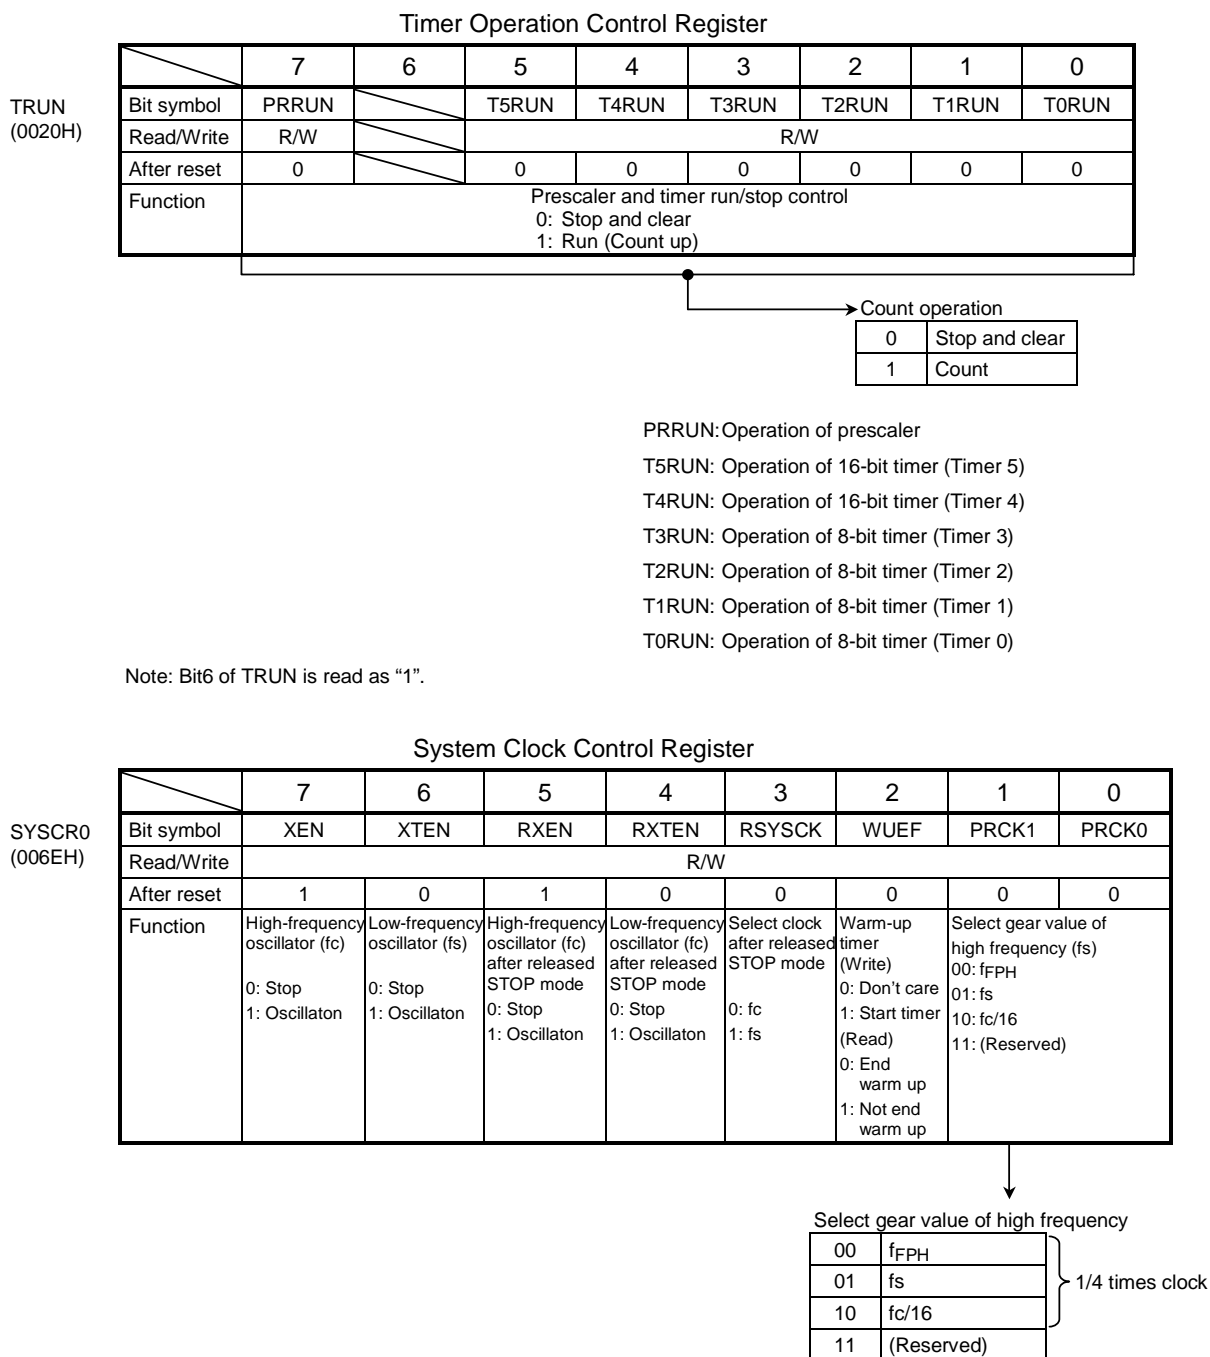 Timer Operation Control Register
7 6 5 4 3 2 1 0
TRUN
(0020H)
Bit symbol PRRUN T5RUN T4RUN T3RUN T2RUN T1RUN T0RUN
Read/Write R/W R/W
After reset 0 0 0 0 0 0 0
Function Prescaler and timer run/stop control
0: Stop and clear
1: Run (Count up)
Count operation
0 Stop and clear
1 Count
PRRUN: Operation of prescaler
T5RUN: Operation of 16-bit timer (Timer 5)
T4RUN: Operation of 16-bit timer (Timer 4)
T3RUN: Operation of 8-bit timer (Timer 3)
T2RUN: Operation of 8-bit timer (Timer 2)
T1RUN: Operation of 8-bit timer (Timer 1)
T0RUN: Operation of 8-bit timer (Timer 0)
Note: Bit6 of TRUN is read as “1”.
System Clock Control Register
7 6 5 4 3 2 1 0
SYSCR0
(006EH)
Bit symbol XEN XTEN RXEN RXTEN RSYSCK WUEF PRCK1 PRCK0
Read/Write R/W
After reset 1 0 1 0 0 0 0 0
Function
High-frequency
oscillator (fc)
0: Stop
1: Oscillaton
Low-frequency
oscillator (fs)
0: Stop
1: Oscillaton
High-frequency
oscillator (fc)
after released
STOP mode
0: Stop
1: Oscillaton
Low-frequency
oscillator (fc)
after released
STOP mode
0: Stop
1: Oscillaton
Select clock
after released
STOP mode
0: fc
1: fs
Warm-up
timer
(Write)
0: Don’t care
1: Start timer
(Read)
0: End
warm up
1: Not end
warm up
Select gear value of
high frequency (fs)
00: fFPH
01: fs
10: fc/16
11: (Reserved)
Select gear value of high frequency
00 fFPH
01 fs
10 fc/16
11 (Reserved)
1/4 times clock